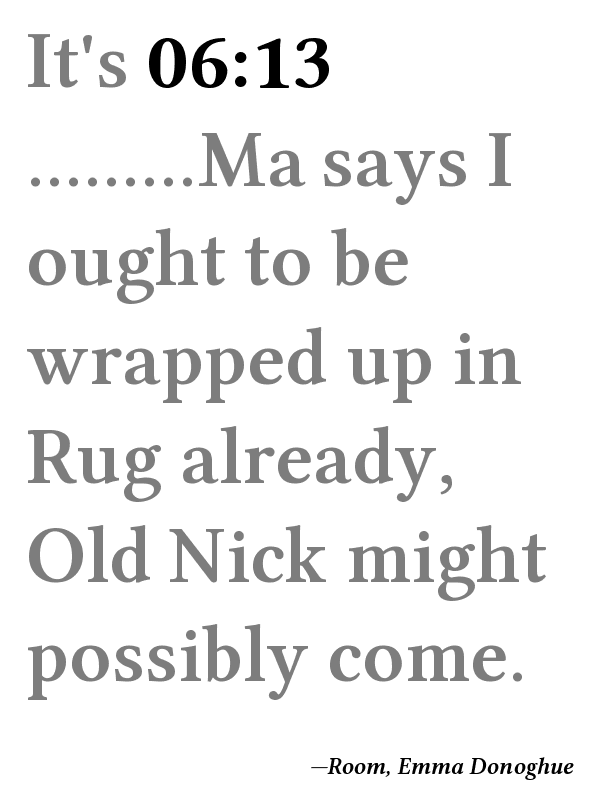 It's 06:13
.........Ma says I
ought to be
wrapped up in
Rug already,
Old Nick might
possibly come.
—Room, Emma Donoghue